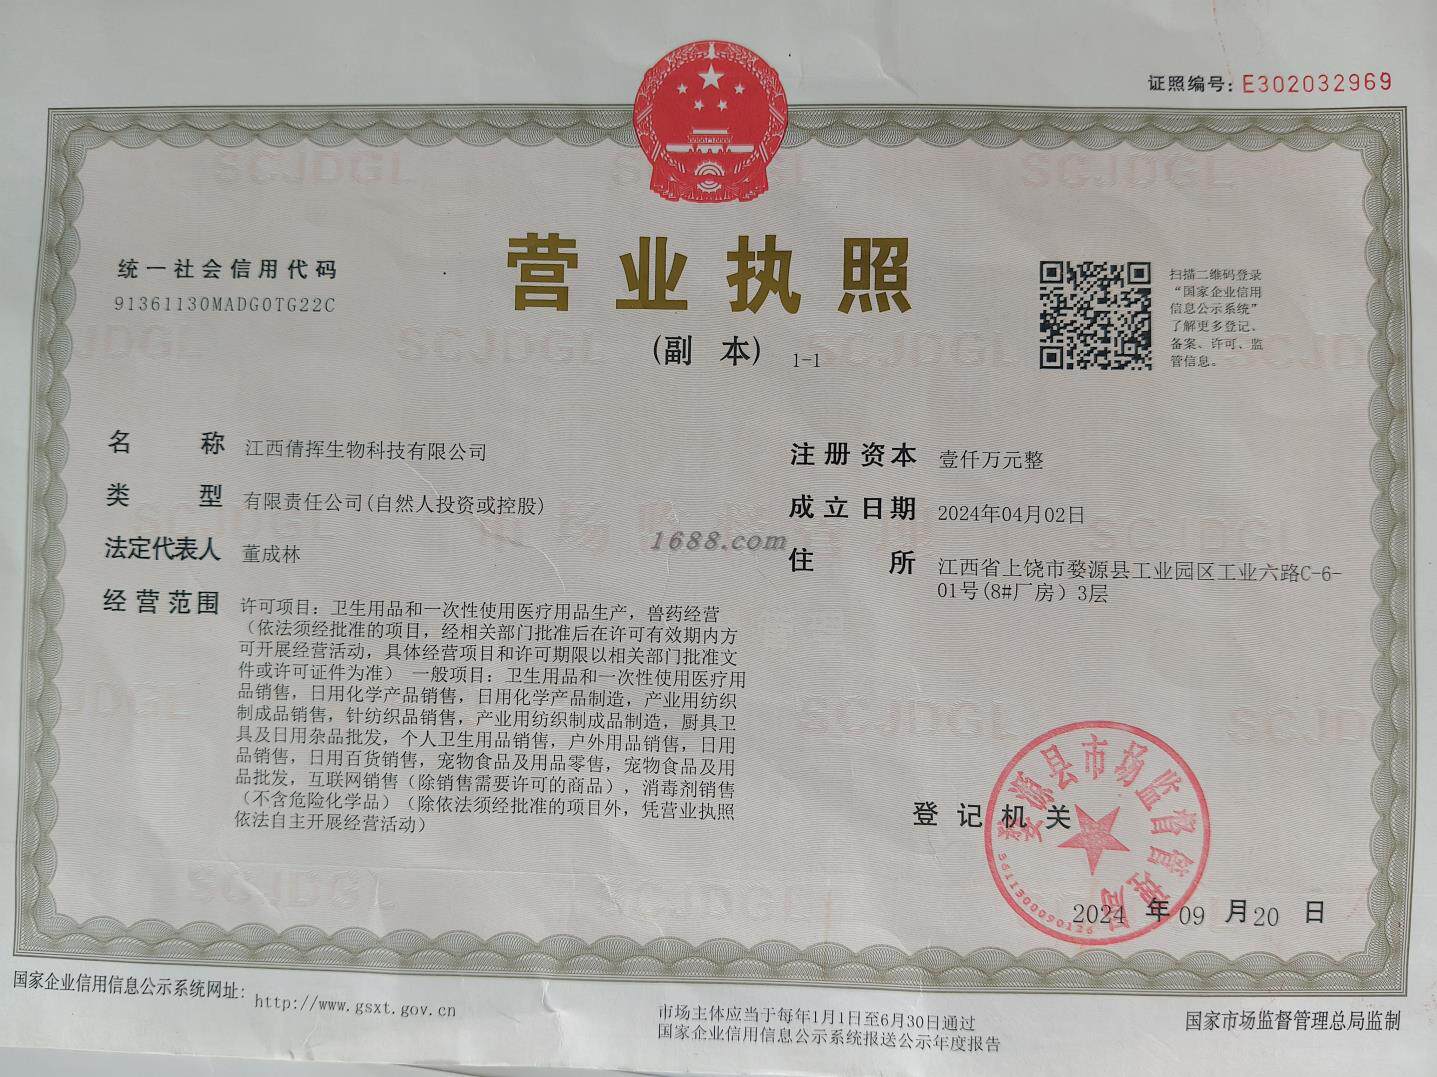 证照编号：E302032969
统一社会信用代码
91361130MADG0TG22C
营业执照
（副 本） 1-1
扫描二维码登录
“国家企业信用
信息公示系统”
了解更多登记、
备案、许可、监
管信息。
名 称 江西倩挥生物科技有限公司
类 型 有限责任公司(自然人投资或控股)
法定代表人 董成林
经营范围 许可项目：卫生用品和一次性使用医疗用品生产，兽药经营
（依法须经批准的项目，经相关部门批准后在许可有效期内方
可开展经营活动，具体经营项目和许可期限以相关部门批准文
件或许可证件为准） 一般项目：卫生用品和一次性使用医疗用
品销售，日用化学产品销售，日用化学产品制造，产业用纺织
制成品销售，针纺织品销售，产业用纺织制成品制造，厨具卫
具及日用杂品批发，个人卫生用品销售，户外用品销售，日用
品销售，日用百货销售，宠物食品及用品零售，宠物食品及用
品批发，互联网销售（除销售需要许可的商品），消毒剂销售
（不含危险化学品）（除依法须经批准的项目外，凭营业执照
依法自主开展经营活动）
注册资本 壹仟万元整
成立日期 2024年04月02日
住 所 江西省上饶市婺源县工业园区工业六路C-6-
01号(8#厂房）3层
1688.com
登记机关
婺源县市场监督管理局
3611300090126
2024 年 09 月 20 日
国家企业信用信息公示系统网址：http://www.gsxt.gov.cn
市场主体应当于每年1月1日至6月30日通过
国家企业信用信息公示系统报送公示年度报告
国家市场监督管理总局监制
SCJDGL